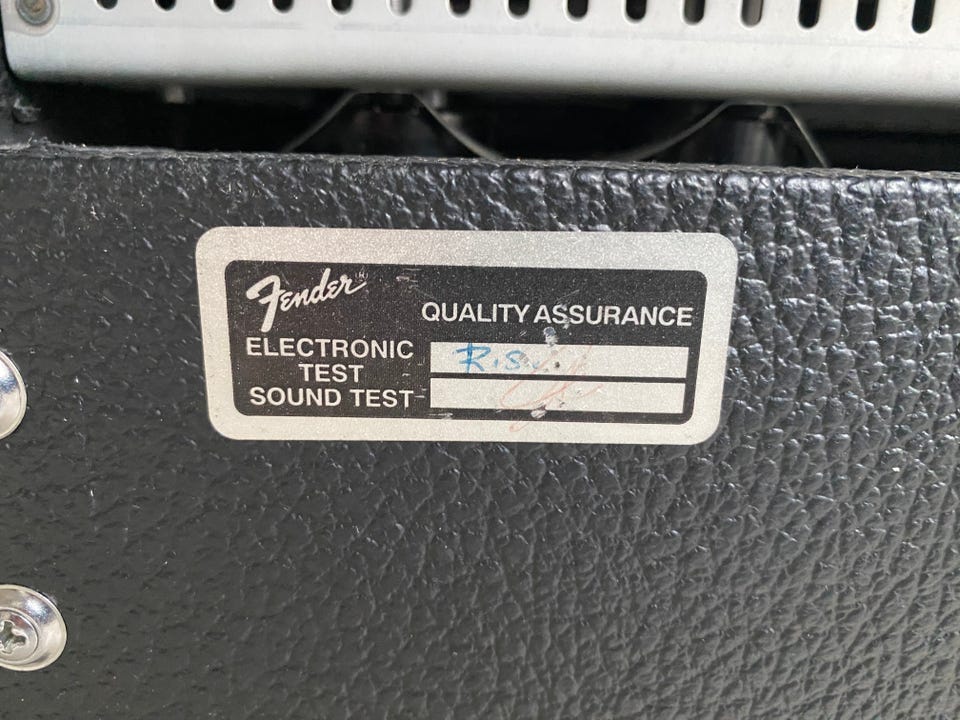 Fender®
QUALITY ASSURANCE
ELECTRONIC
TEST
R.S.
SOUND TEST